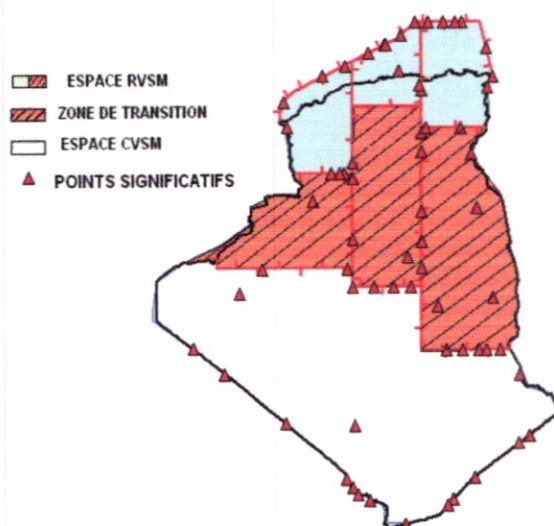 ESPACE RVSM
ZONE DE TRANSITION
ESPACE CVSM
POINTS SIGNIFICATIFS